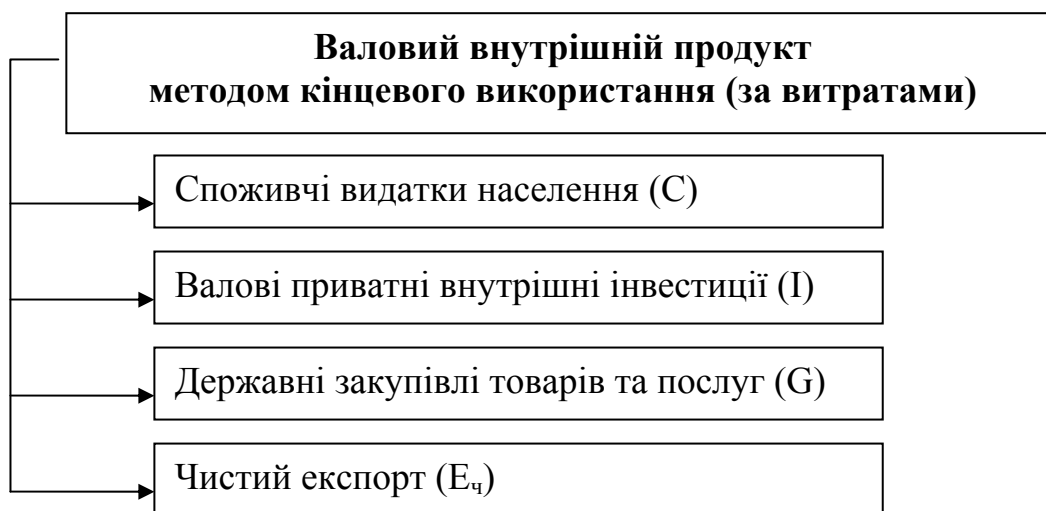 Валовий внутрішній продукт
методом кінцевого використання (за витратами)
Споживчі видатки населення (C)
Валові приватні внутрішні інвестиції (I)
Державні закупівлі товарів та послуг (G)
Чистий експорт (Eч)